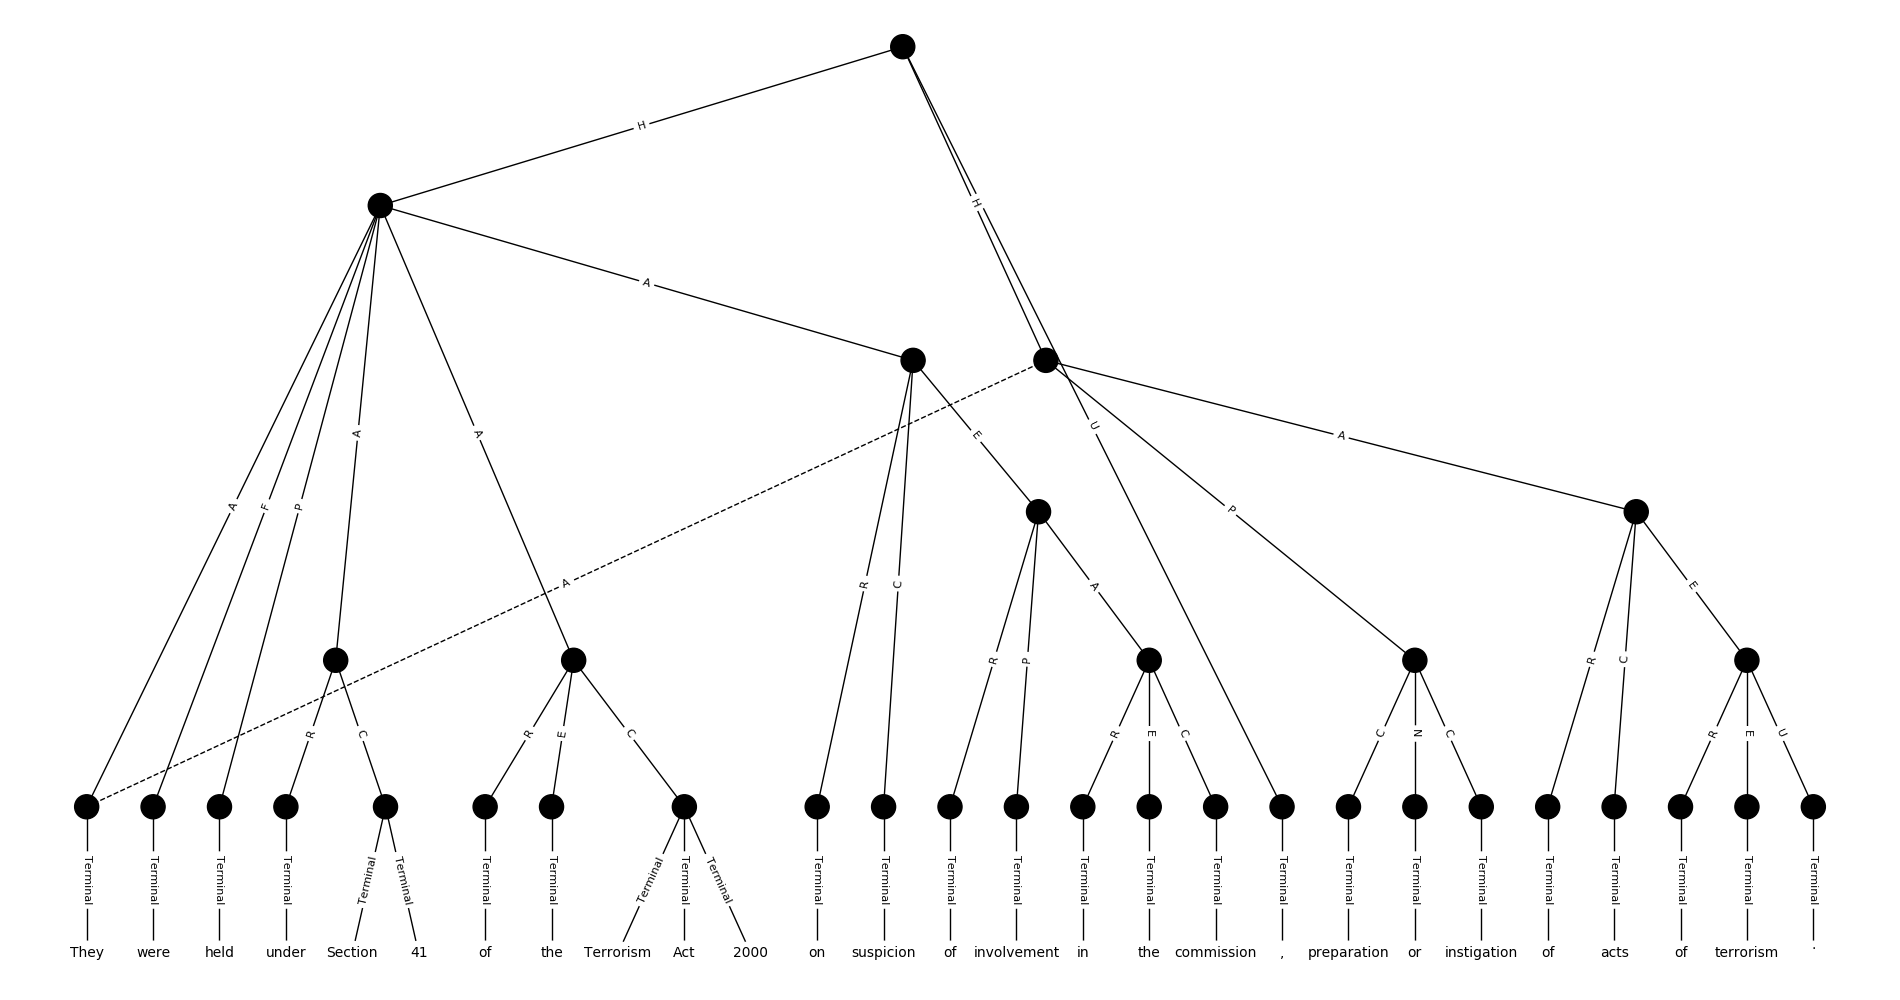 H
A
H
A
A
E
U
A
A
F
P
P
A
R
C
A
E
R
P
R
C
R
C
R
E
C
R
E
C
C
N
C
R
E
U
Terminal Terminal Terminal Terminal Terminal Terminal Terminal Terminal Terminal Terminal Terminal Terminal Terminal Terminal Terminal Terminal Terminal Terminal Terminal Terminal Terminal Terminal Terminal Terminal Terminal Terminal Terminal
They were held under Section 41 of the Terrorism Act 2000 on suspicion of involvement in the commission , preparation or instigation of acts of terrorism .